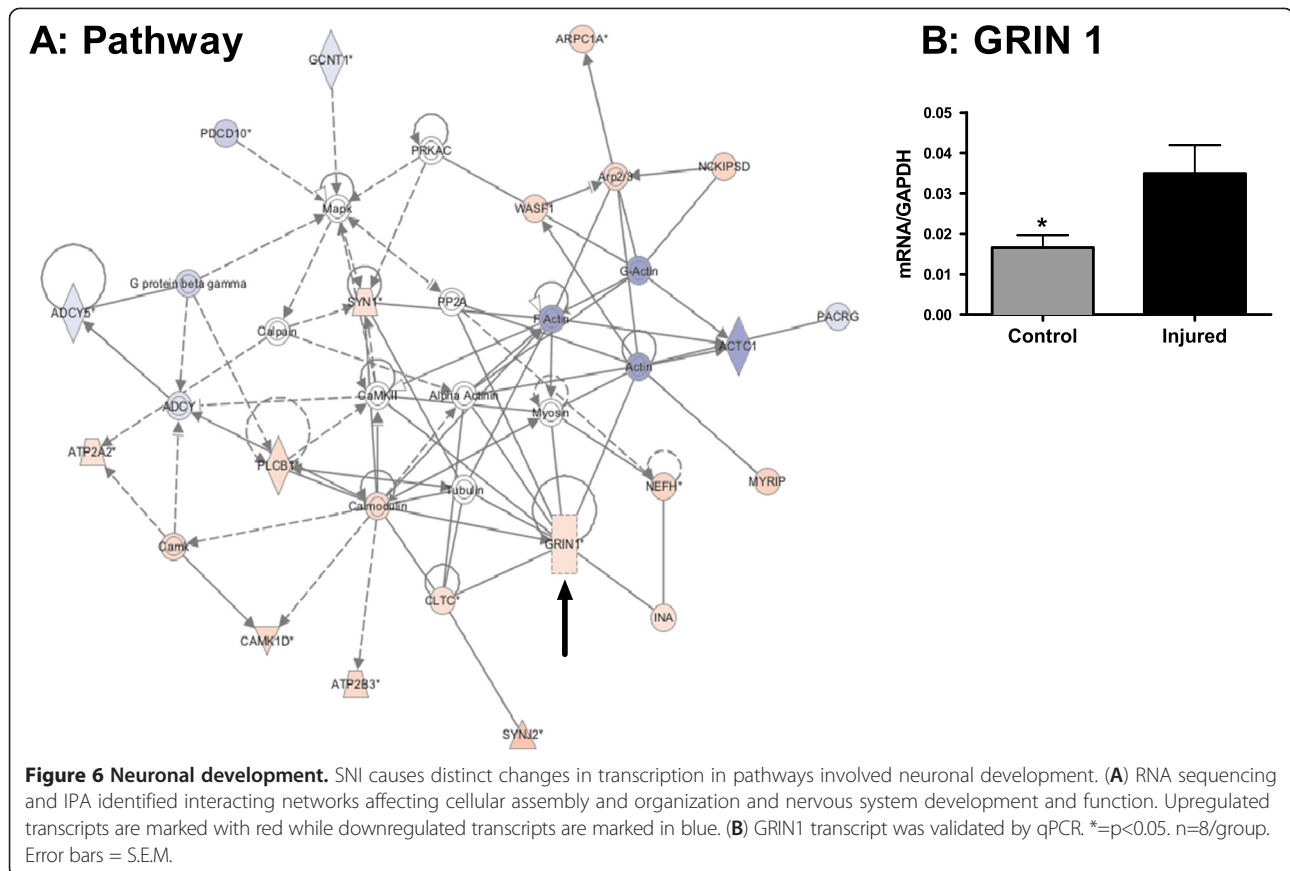 A: Pathway
B: GRIN 1
GCNT1*
ARPC1A*
PDCD10*
PRKAC
NCKIPSD
Arp2/3
WASF1
Mapk
G-Actin
G protein beta gamma
ADCY5*
SYN1*
PP2A
F Actin
PACRG
Calpain
ACTC1
Actin
CaMKII
Alpha Actinin
ADCY
Myosin
ATP2A2*
PLCB1*
NEFH*
MYRIP
Tubulin
Calmodulin
Camk
GRIN1*
CLTC*
INA
CAMK1D*
ATP2B3*
SYNJ2*
mRNA/GAPDH
0.05
0.04
0.03
0.02
0.01
0.00
*
Control Injured
Figure 6 Neuronal development. SNI causes distinct changes in transcription in pathways involved neuronal development. (A) RNA sequencing
and IPA identified interacting networks affecting cellular assembly and organization and nervous system development and function. Upregulated
transcripts are marked with red while downregulated transcripts are marked in blue. (B) GRIN1 transcript was validated by qPCR. *=p<0.05. n=8/group.
Error bars = S.E.M.